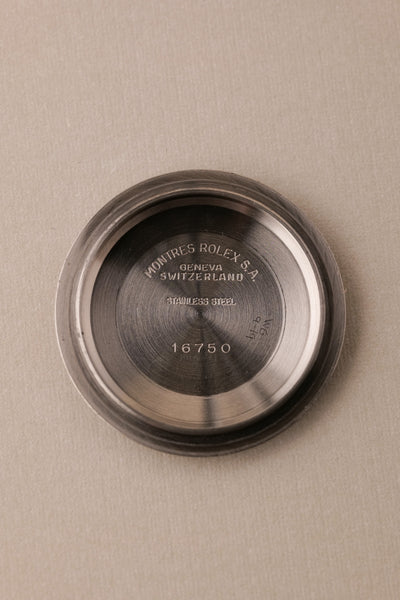 MONTRES ROLEX S.A.
GENEVA
SWITZERLAND
STAINLESS STEEL
16750